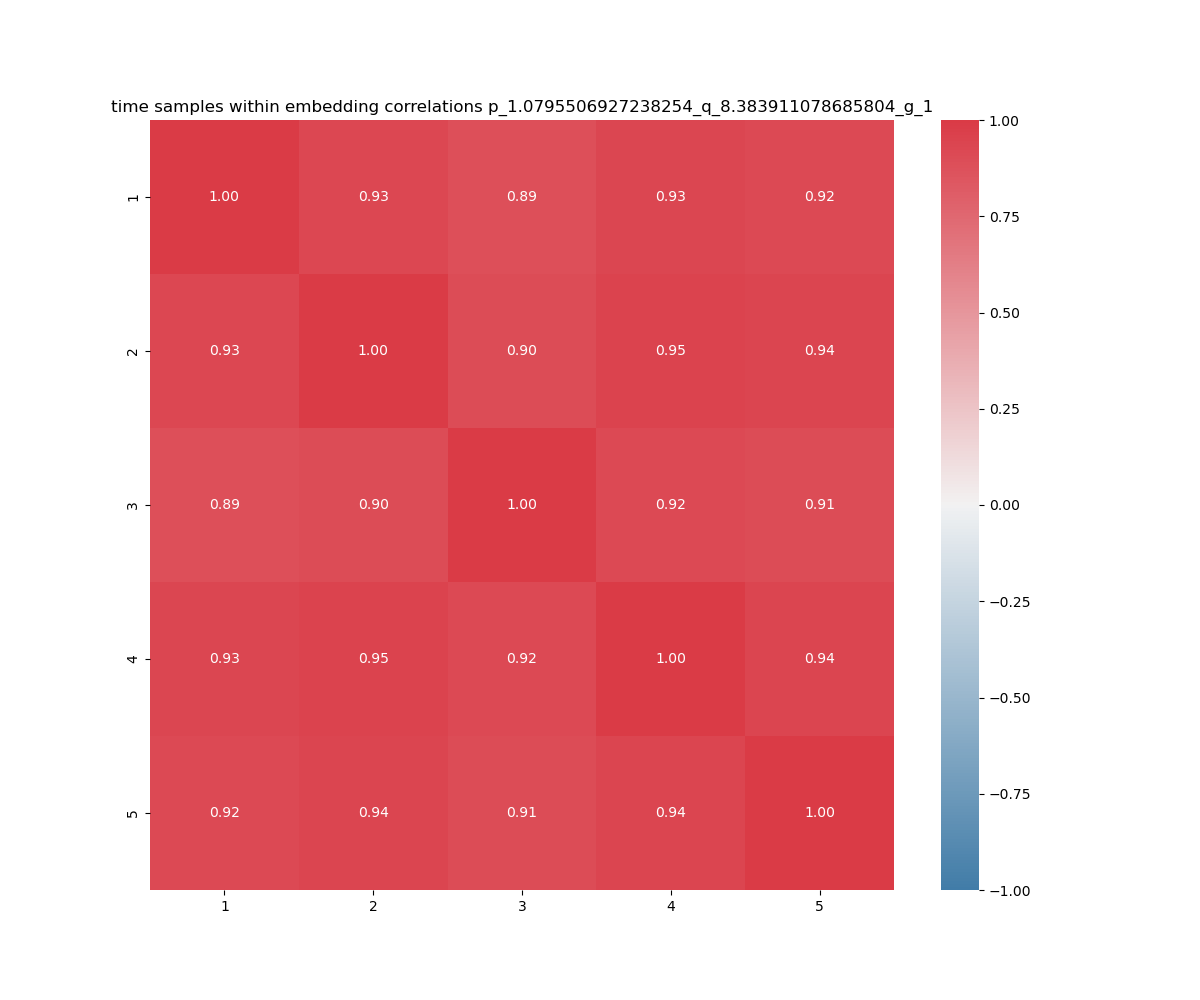 time samples within embedding correlations p_1.0795506927238254_q_8.383911078685804_g_1
1 1.00 0.93 0.89 0.93 0.92
2 0.93 1.00 0.90 0.95 0.94
3 0.89 0.90 1.00 0.92 0.91
4 0.93 0.95 0.92 1.00 0.94
5 0.92 0.94 0.91 0.94 1.00
1 2 3 4 5
1.00
0.75
0.50
0.25
0.00
−0.25
−0.50
−0.75
−1.00